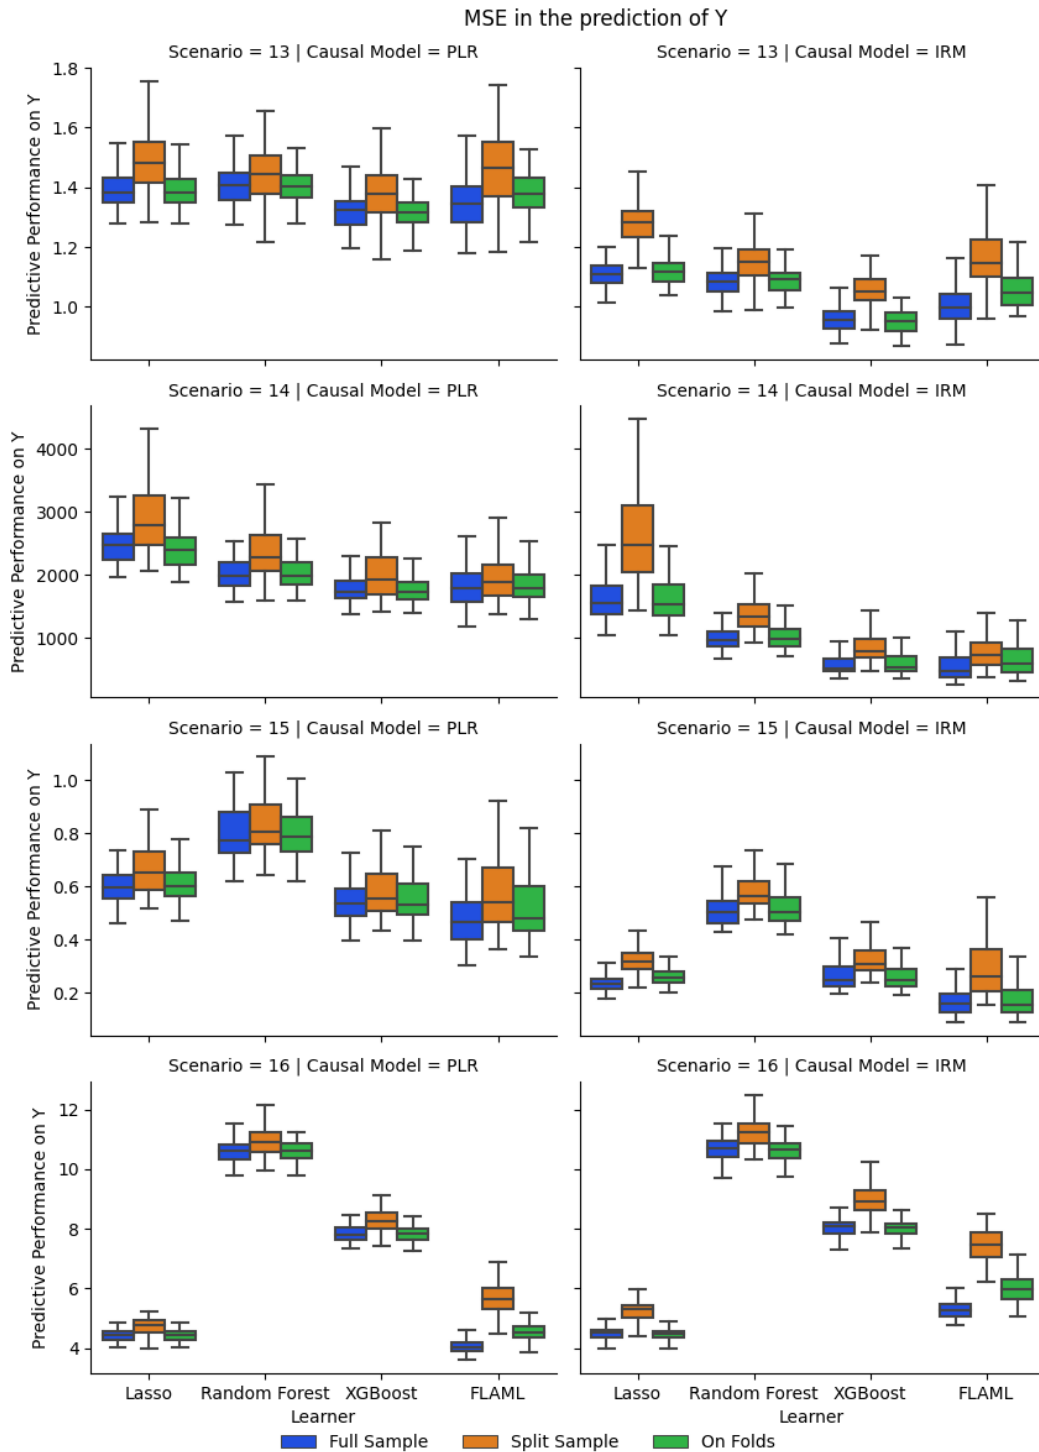 MSE in the prediction of Y
Scenario = 13 | Causal Model = PLR
Scenario = 13 | Causal Model = IRM
Predictive Performance on Y
1.8
1.6
1.4
1.2
1.0
Scenario = 14 | Causal Model = PLR
Scenario = 14 | Causal Model = IRM
Predictive Performance on Y
4000
3000
2000
1000
Scenario = 15 | Causal Model = PLR
Scenario = 15 | Causal Model = IRM
Predictive Performance on Y
1.0
0.8
0.6
0.4
0.2
Scenario = 16 | Causal Model = PLR
Scenario = 16 | Causal Model = IRM
Predictive Performance on Y
12
10
8
6
4
Lasso Random Forest XGBoost FLAML
Learner
Lasso Random Forest XGBoost FLAML
Learner
Full Sample Split Sample On Folds